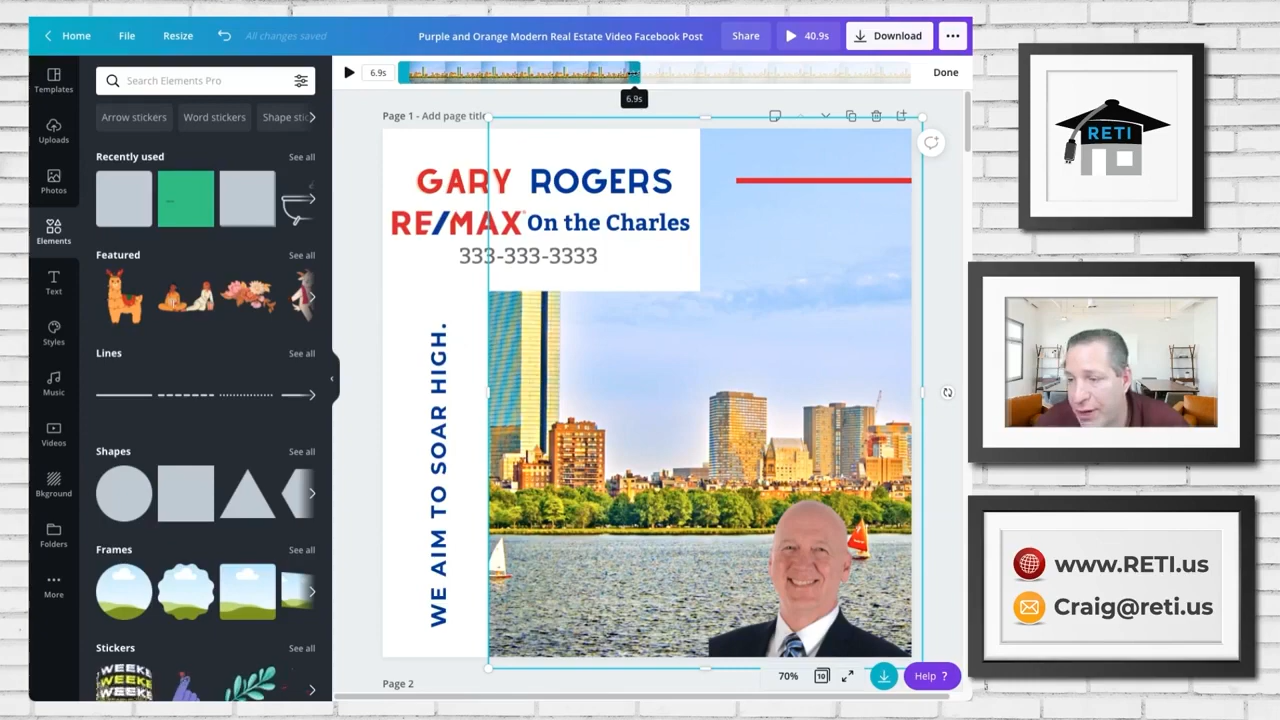 Home
File
Resize
All changes saved
Purple and Orange Modern Real Estate Video Facebook Post
Share
40.9s
Download
Templates
Uploads
Photos
Elements
Text
Styles
Music
Videos
Bkground
Folders
More
Search Elements Pro
Arrow stickers
Word stickers
Shape stic
Recently used
See all
Featured
See all
Lines
See all
Shapes
See all
Frames
See all
Stickers
See all
WEEKE
WEEKE
WEEKE
6.9s
Done
6.9s
Page 1 - Add page title
GARY ROGERS
RE/MAX On the Charles
333-333-3333
WE AIM TO SOAR HIGH.
Page 2
70%
10
Help ?
RETI
www.RETI.us
Craig@reti.us